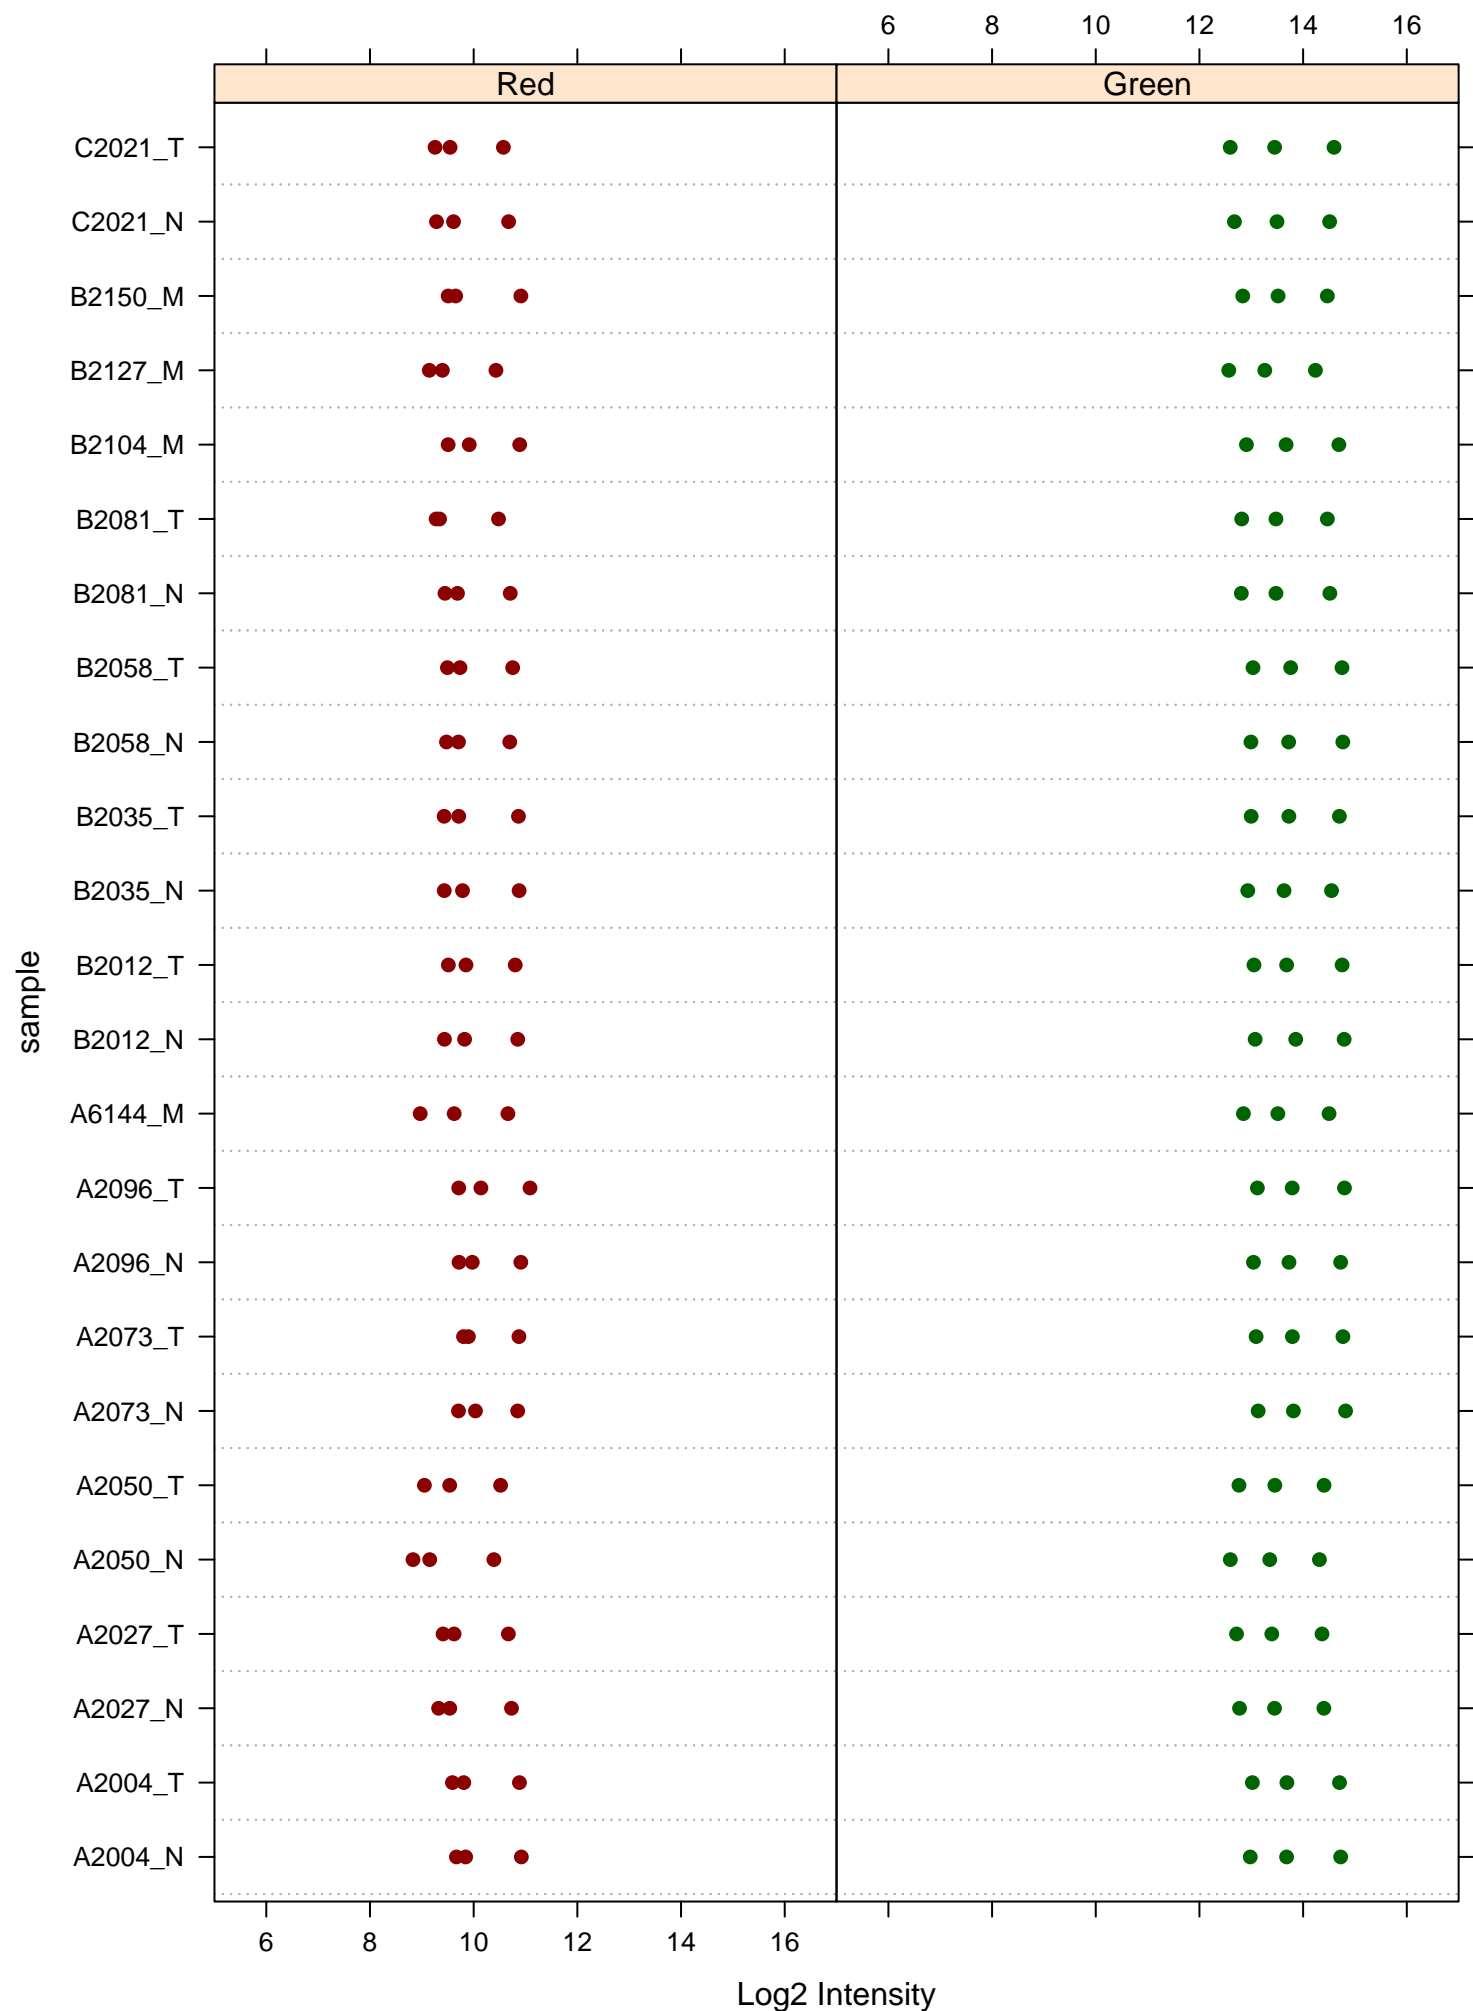 6 8 10 12 14 16
Red Green
C2021_T
C2021_N
B2150_M
B2127_M
B2104_M
B2081_T
B2081_N
B2058_T
B2058_N
B2035_T
B2035_N
B2012_T
B2012_N
A6144_M
A2096_T
A2096_N
A2073_T
A2073_N
A2050_T
A2050_N
A2027_T
A2027_N
A2004_T
A2004_N
sample
6 8 10 12 14 16
Log2 Intensity